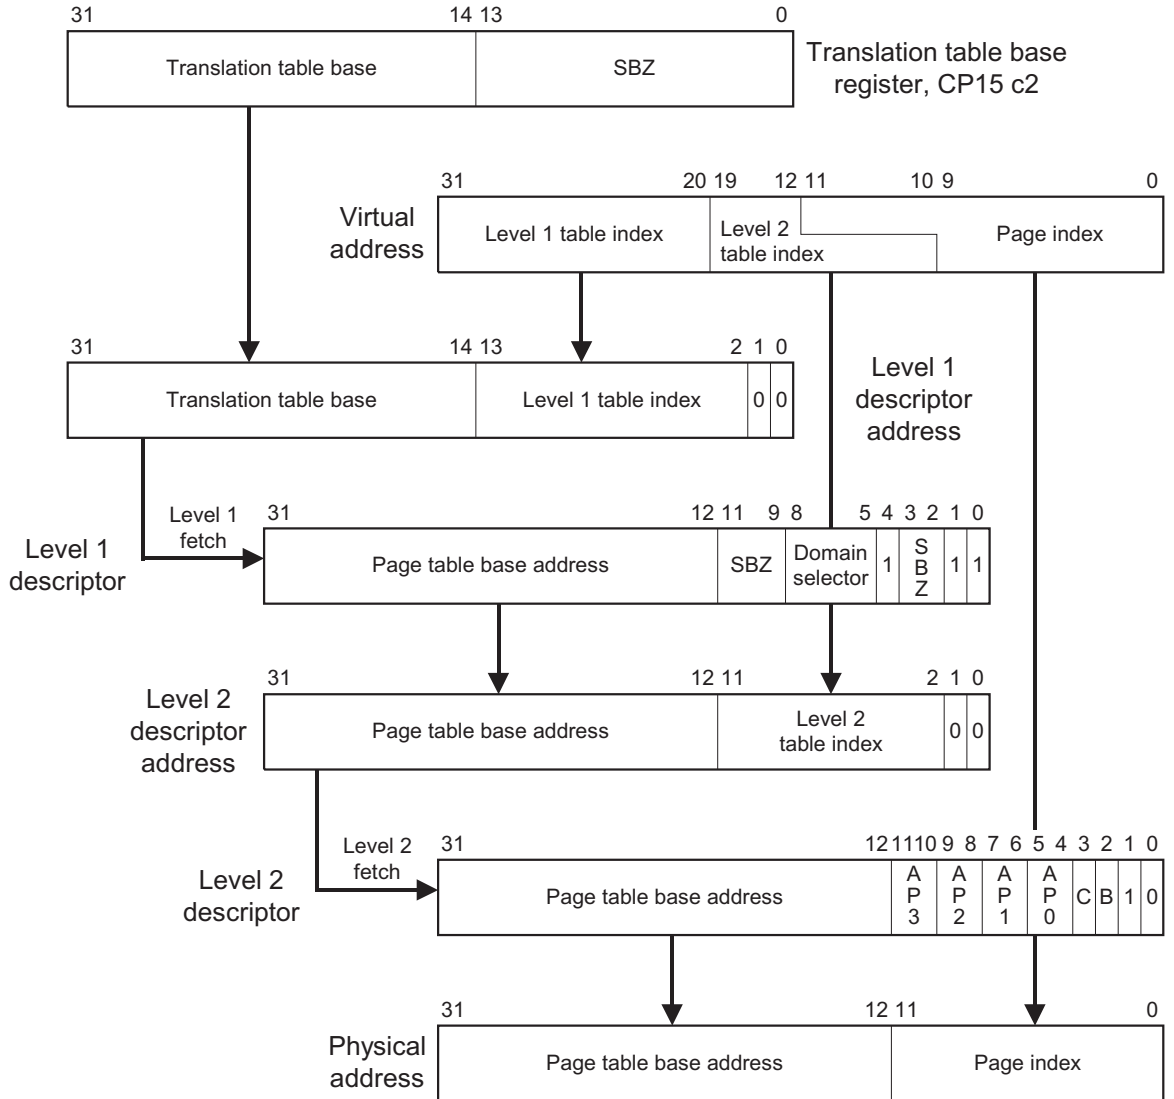 31 14 13 0
Translation table base SBZ
Translation table base
register, CP15 c2
31 20 19 12 11 10 9 0
Virtual
address
Level 1 table index
Level 2
table index
Page index
31 14 13 2 1 0
Translation table base Level 1 table index 0 0
Level 1
descriptor
address
Level 1
fetch
Level 1
descriptor
31 12 11 9 8 5 4 3 2 1 0
Page table base address SBZ
Domain
selector
1
S
B
Z
1 1
Level 2
descriptor
address
31 12 11 2 1 0
Page table base address
Level 2
table index
0 0
Level 2
fetch
Level 2
descriptor
31 12 11 10 9 8 7 6 5 4 3 2 1 0
Page table base address
A
P
3
A
P
2
A
P
1
A
P
0
C B 1 0
Physical
address
31 12 11 0
Page table base address Page index